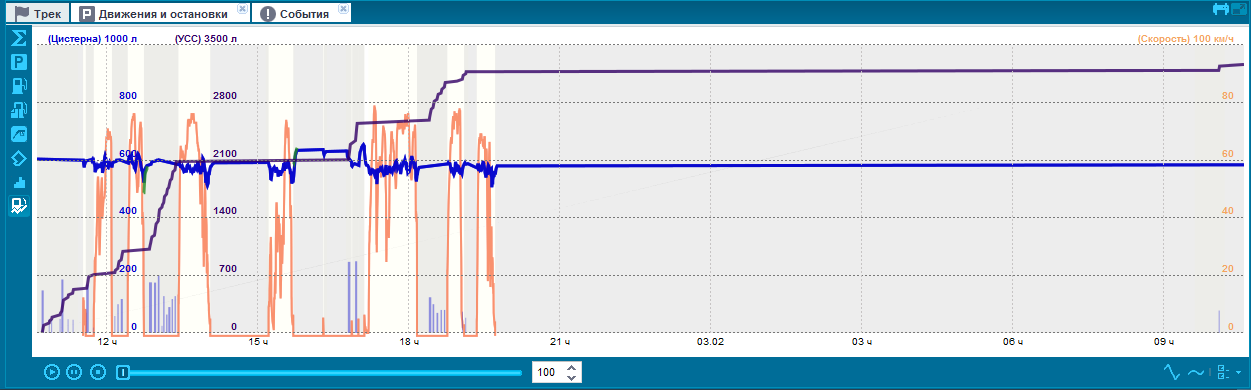 Трек Движения и остановки События
(Цистерна) 1000 л (УСС) 3500 л (Скорость) 100 км/ч
800 2800 80
600 2100 60
400 1400 40
200 700 20
0 0 0
12 ч 15 ч 18 ч 21 ч 03.02 03 ч 06 ч 09 ч
100